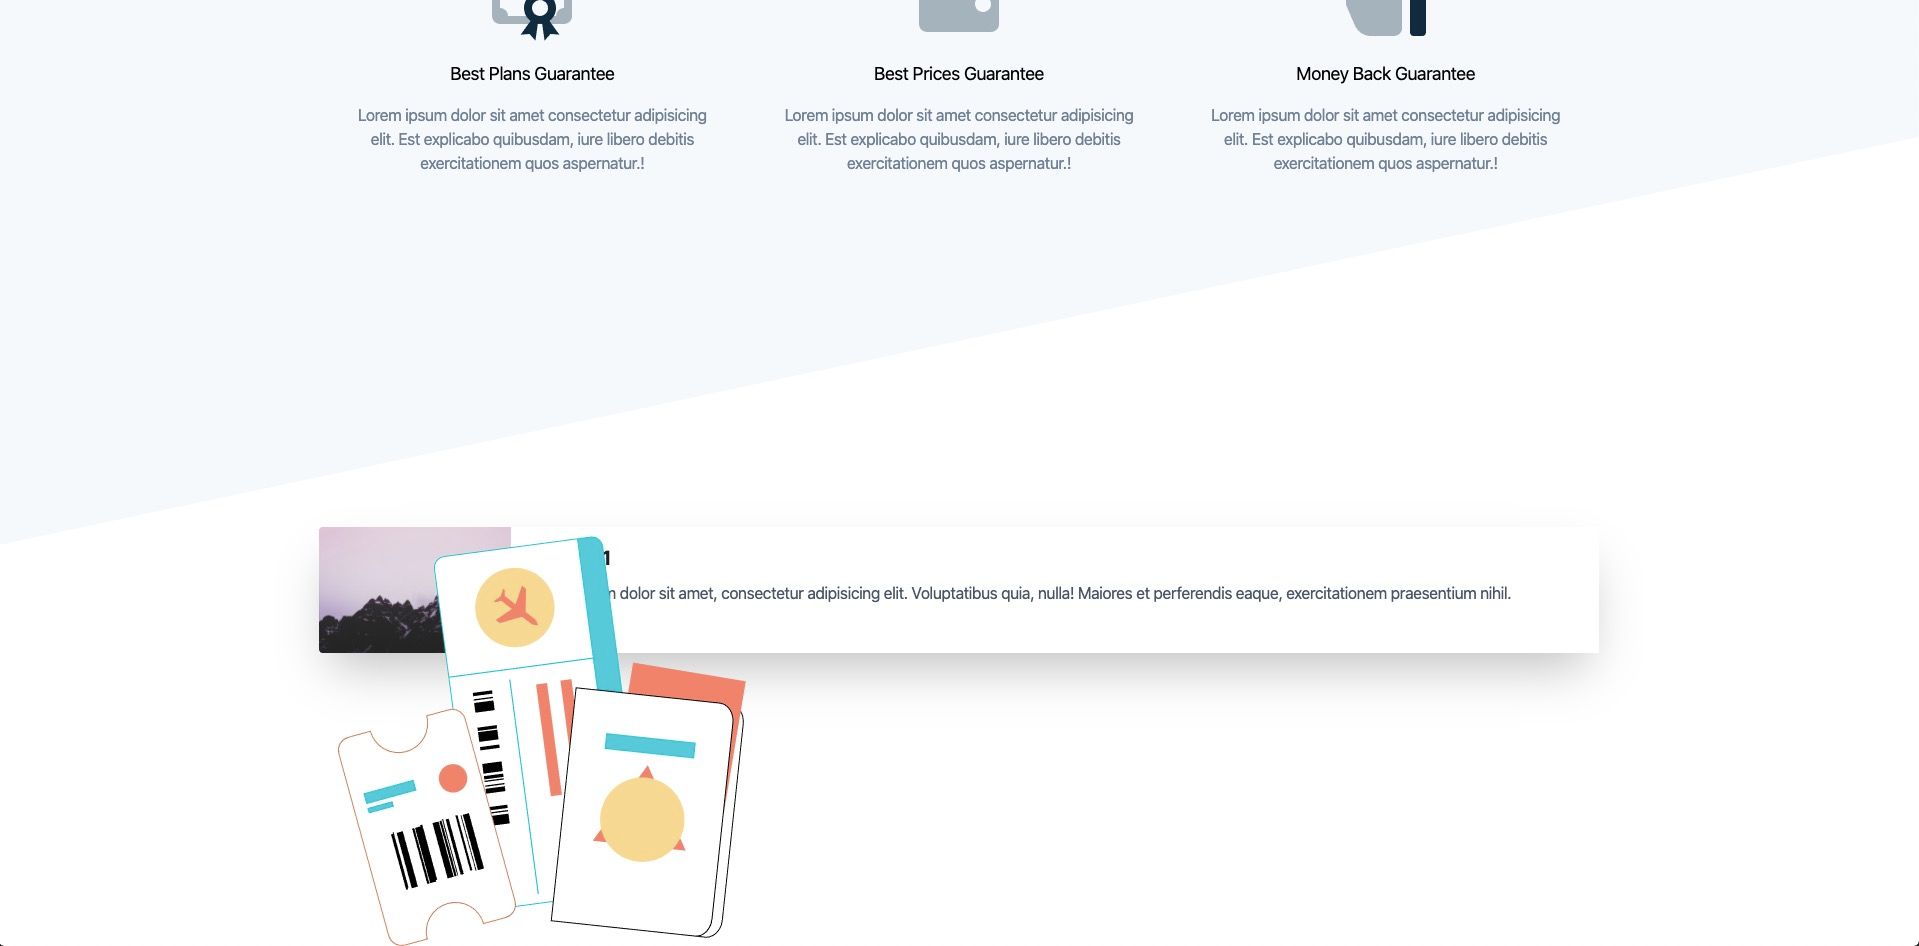 Best Plans Guarantee
Lorem ipsum dolor sit amet consectetur adipisicing
elit. Est explicabo quibusdam, iure libero debitis
exercitationem quos aspernatur.!
Best Prices Guarantee
Lorem ipsum dolor sit amet consectetur adipisicing
elit. Est explicabo quibusdam, iure libero debitis
exercitationem quos aspernatur.!
Money Back Guarantee
Lorem ipsum dolor sit amet consectetur adipisicing
elit. Est explicabo quibusdam, iure libero debitis
exercitationem quos aspernatur.!
1
dolor sit amet, consectetur adipisicing elit. Voluptatibus quia, nulla! Maiores et perferendis eaque, exercitationem praesentium nihil.